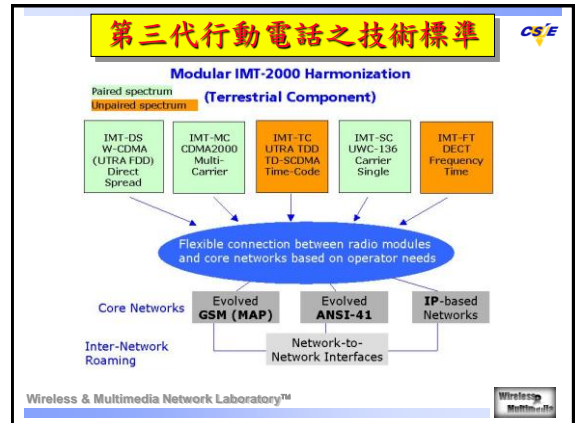 第三代行動電話之技術標準
CSIE
Modular IMT-2000 Harmonization
(Terrestrial Component)
Paired spectrum
Unpaired spectrum
IMT-DS
W-CDMA
(UTRA FDD)
Direct
Spread
IMT-MC
CDMA2000
Multi-
Carrier
IMT-TC
UTRA TDD
TD-SCDMA
Time-Code
IMT-SC
UWC-136
Carrier
Single
IMT-FT
DECT
Frequency
Time
Flexible connection between radio modules
and core networks based on operator needs
Core Networks
Evolved
GSM (MAP)
Evolved
ANSI-41
IP-based
Networks
Inter-Network
Roaming
Network-to-
Network Interfaces
Wireless & Multimedia Network Laboratory™
Wireless
Multimedia